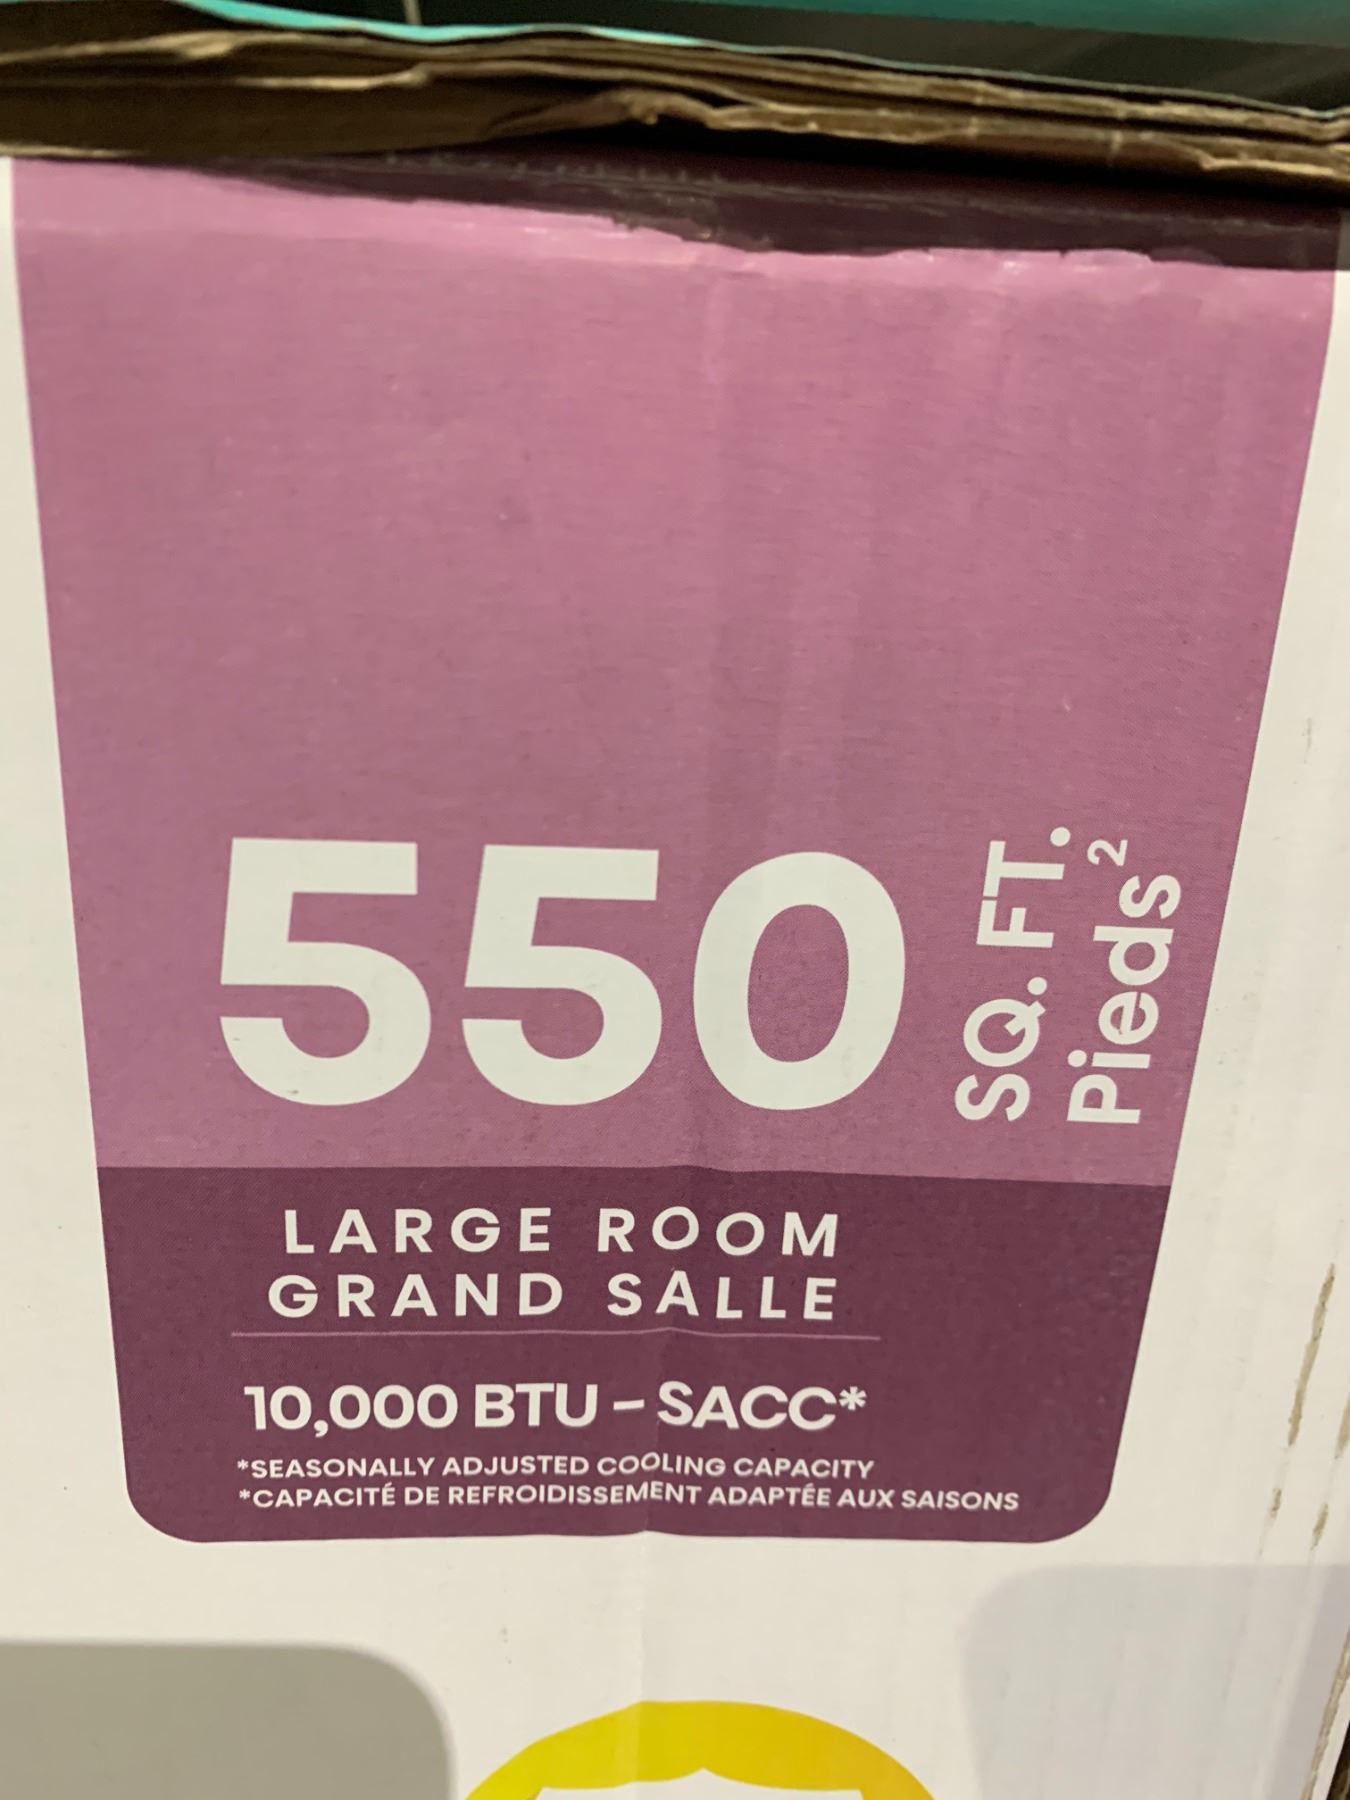 550 SQ. FT.
Pieds²
LARGE ROOM
GRAND SALLE
10,000 BTU – SACC*
*SEASONALLY ADJUSTED COOLING CAPACITY
*CAPACITÉ DE REFROIDISSEMENT ADAPTÉE AUX SAISONS